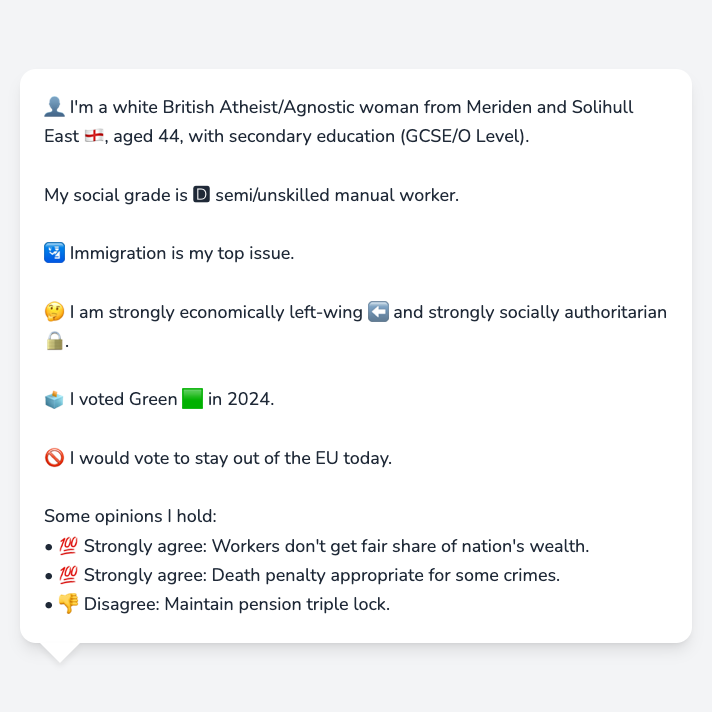 👤 I'm a white British Atheist/Agnostic woman from Meriden and Solihull
East 🏴󠁧󠁢󠁥󠁮󠁧󠁿, aged 44, with secondary education (GCSE/O Level).
My social grade is 🅳 semi/unskilled manual worker.
🛂 Immigration is my top issue.
🤔 I am strongly economically left-wing ⬅️ and strongly socially authoritarian
🔒.
🗳️ I voted Green 🟩 in 2024.
🚫 I would vote to stay out of the EU today.
Some opinions I hold:
• 💯 Strongly agree: Workers don't get fair share of nation's wealth.
• 💯 Strongly agree: Death penalty appropriate for some crimes.
• 👎 Disagree: Maintain pension triple lock.